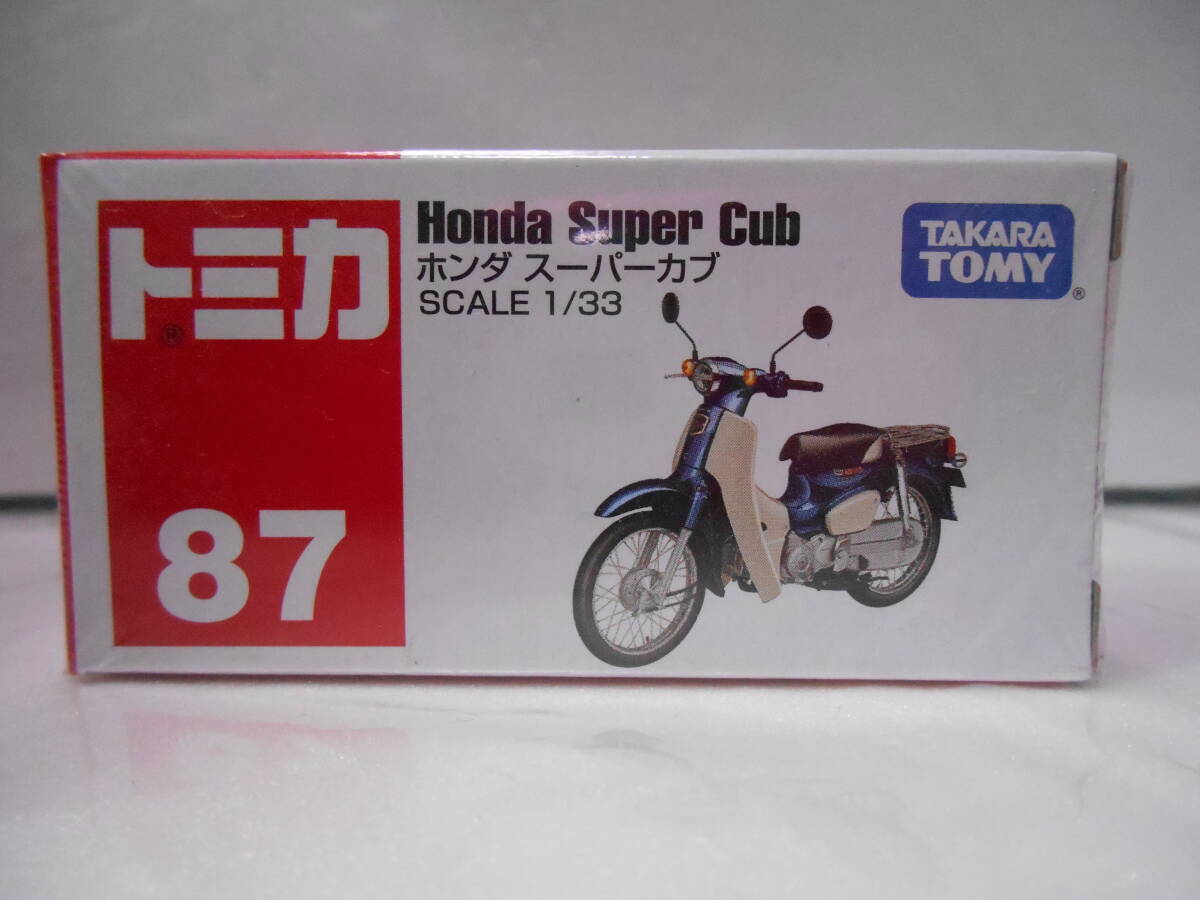 トミカ
®
87
Honda Super Cub
ホンダ スーパーカブ
SCALE 1/33
TAKARA
TOMY
®